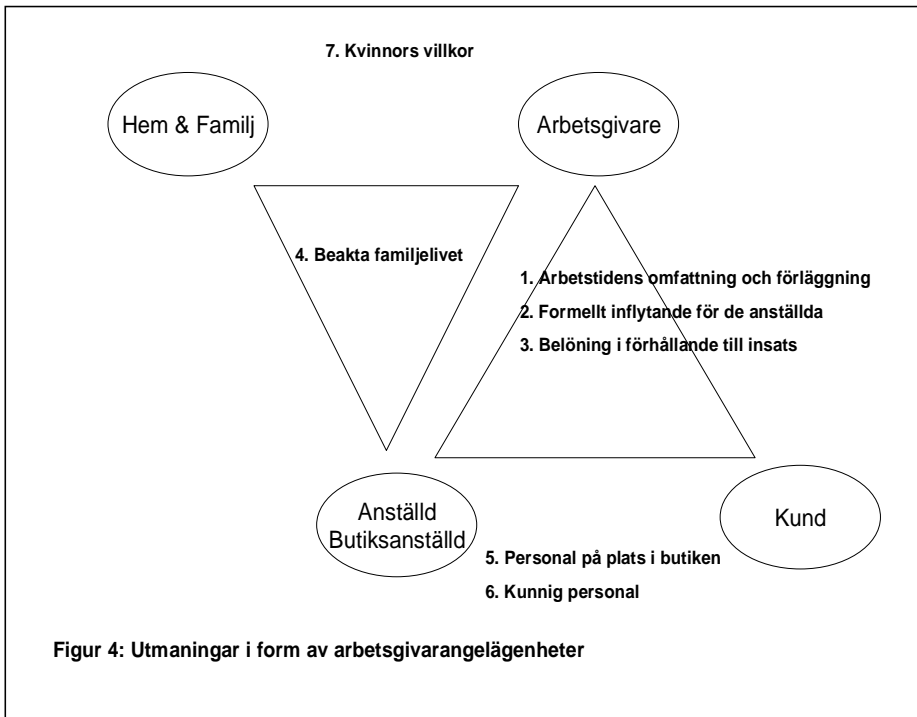 7. Kvinnors villkor
Hem & Familj
Arbetsgivare
4. Beakta familjelivet
1. Arbetstidens omfattning och förläggning
2. Formellt inflytande för de anställda
3. Belöning i förhållande till insats
Anställd
Butiksanställd
Kund
5. Personal på plats i butiken
6. Kunnig personal
Figur 4: Utmaningar i form av arbetsgivarangelägenheter